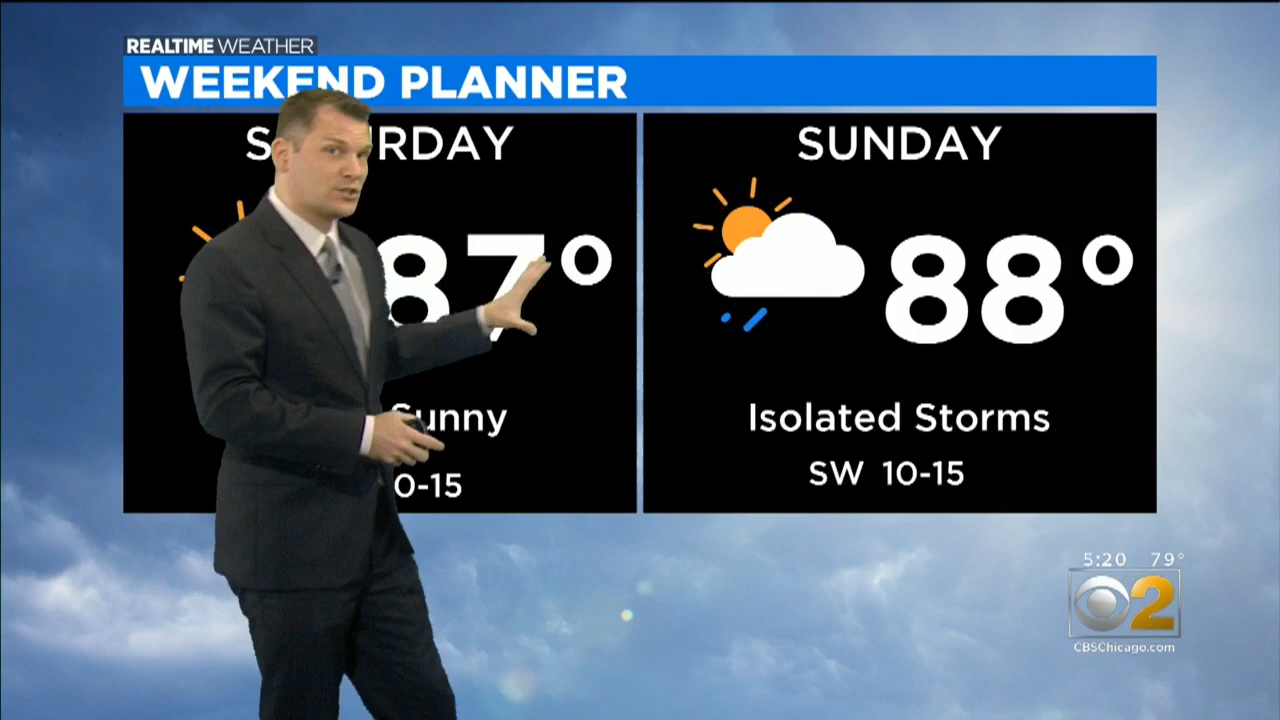 REALTIME WEATHER
WEEKEND PLANNER
SATURDAY
87°
Sunny
0-15
SUNDAY
88°
Isolated Storms
SW 10-15
5:20 79°
2
CBSChicago.com